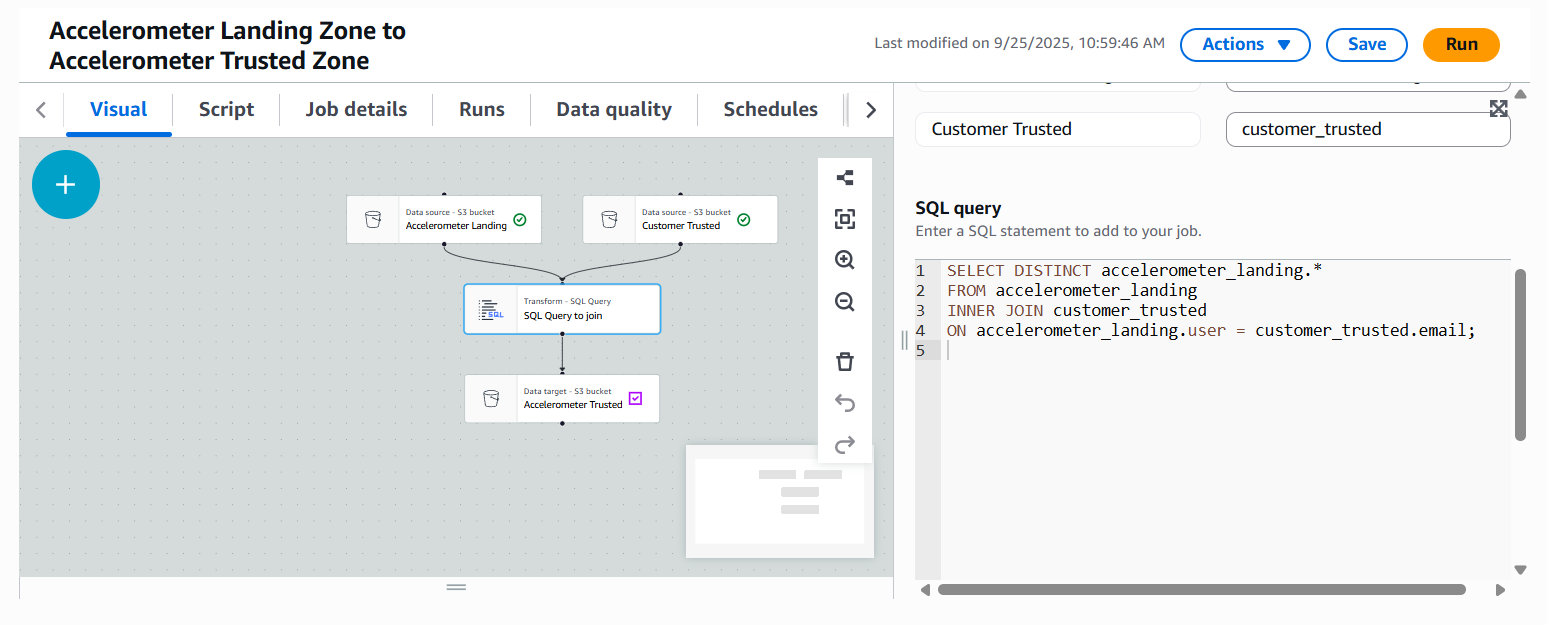 Accelerometer Landing Zone to
Accelerometer Trusted Zone
Last modified on 9/25/2025, 10:59:46 AM
Actions
Save
Run
Visual
Script
Job details
Runs
Data quality
Schedules
Customer Trusted
customer_trusted
Data source - S3 bucket
Accelerometer Landing
Data source - S3 bucket
Customer Trusted
SQL
Transform - SQL Query
SQL Query to join
Data target - S3 bucket
Accelerometer Trusted
SQL query
Enter a SQL statement to add to your job.
1 SELECT DISTINCT accelerometer_landing.*
2 FROM accelerometer_landing
3 INNER JOIN customer_trusted
4 ON accelerometer_landing.user = customer_trusted.email;
5